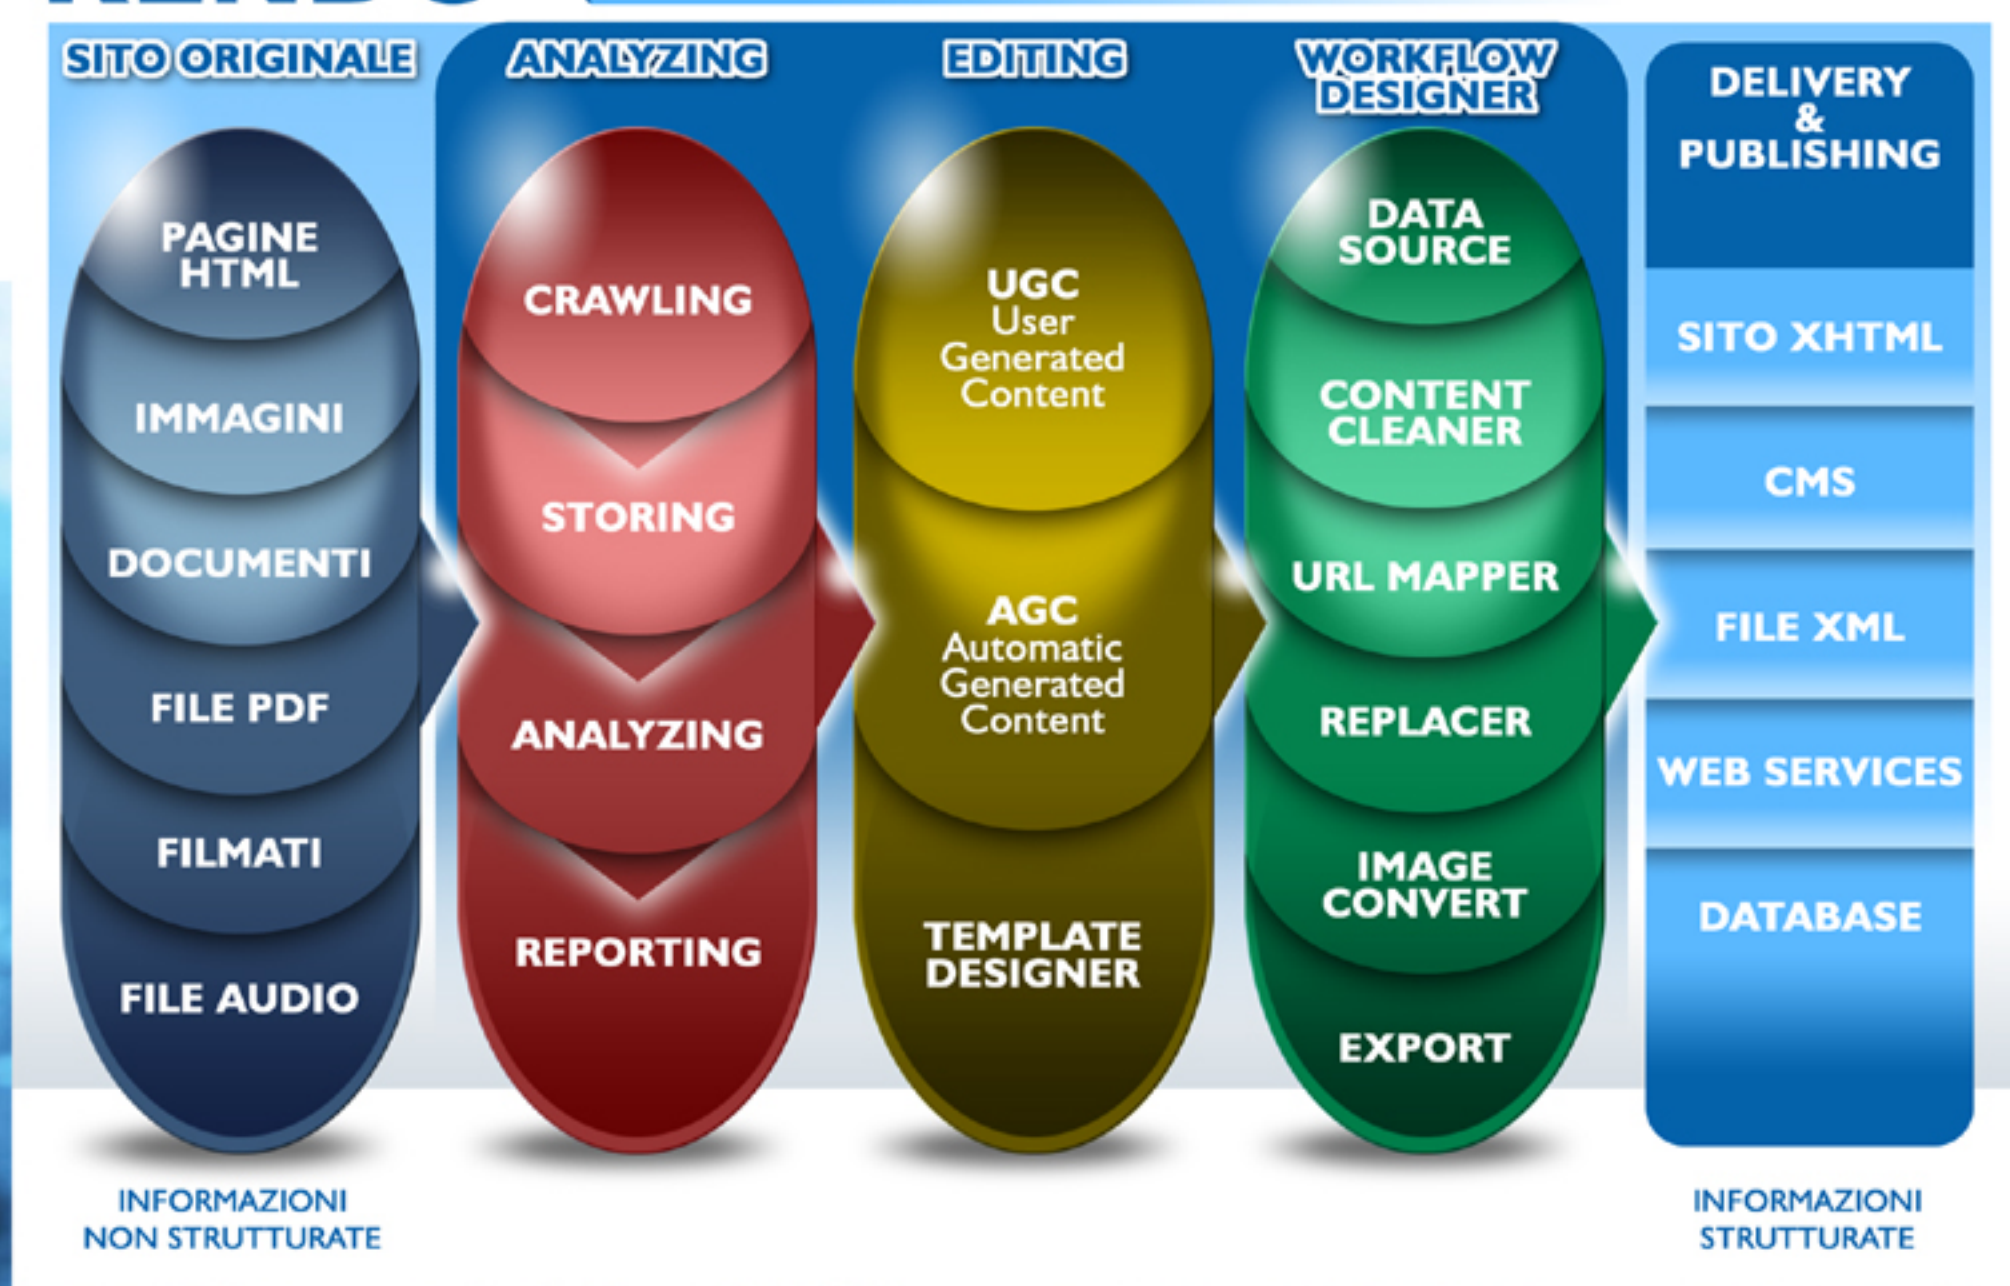 SITO ORIGINALE
PAGINE
HTML
IMMAGINI
DOCUMENTI
FILE PDF
FILMATI
FILE AUDIO
INFORMAZIONI
NON STRUTTURATE
ANALYZING
CRAWLING
STORING
ANALYZING
REPORTING
EDITING
UGC
User
Generated
Content
AGC
Automatic
Generated
Content
TEMPLATE
DESIGNER
WORKFLOW
DESIGNER
DATA
SOURCE
CONTENT
CLEANER
URL MAPPER
REPLACER
IMAGE
CONVERT
EXPORT
DELIVERY
&
PUBLISHING
SITO XHTML
CMS
FILE XML
WEB SERVICES
DATABASE
INFORMAZIONI
STRUTTURATE